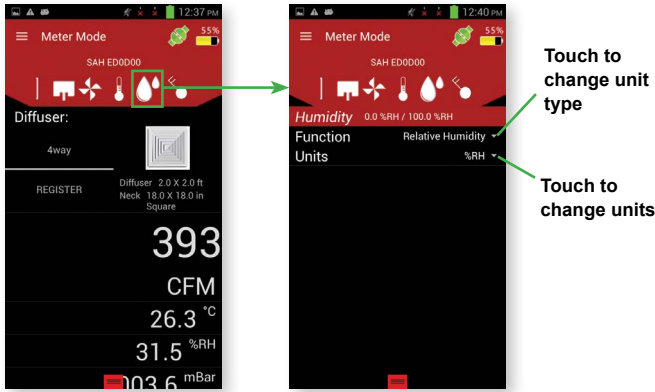 12:37 PM
Meter Mode
55%
SAH ED0D00
Diffuser:
4way
REGISTER
Diffuser 2.0 X 2.0 ft
Neck 18.0 X 18.0 in
Square
393
CFM
26.3 °C
31.5 %RH
003.6 mBar
12:40 PM
Meter Mode
55%
SAH ED0D00
Humidity 0.0 %RH / 100.0 %RH
Function Relative Humidity
Units %RH
Touch to
change unit
type
Touch to
change units